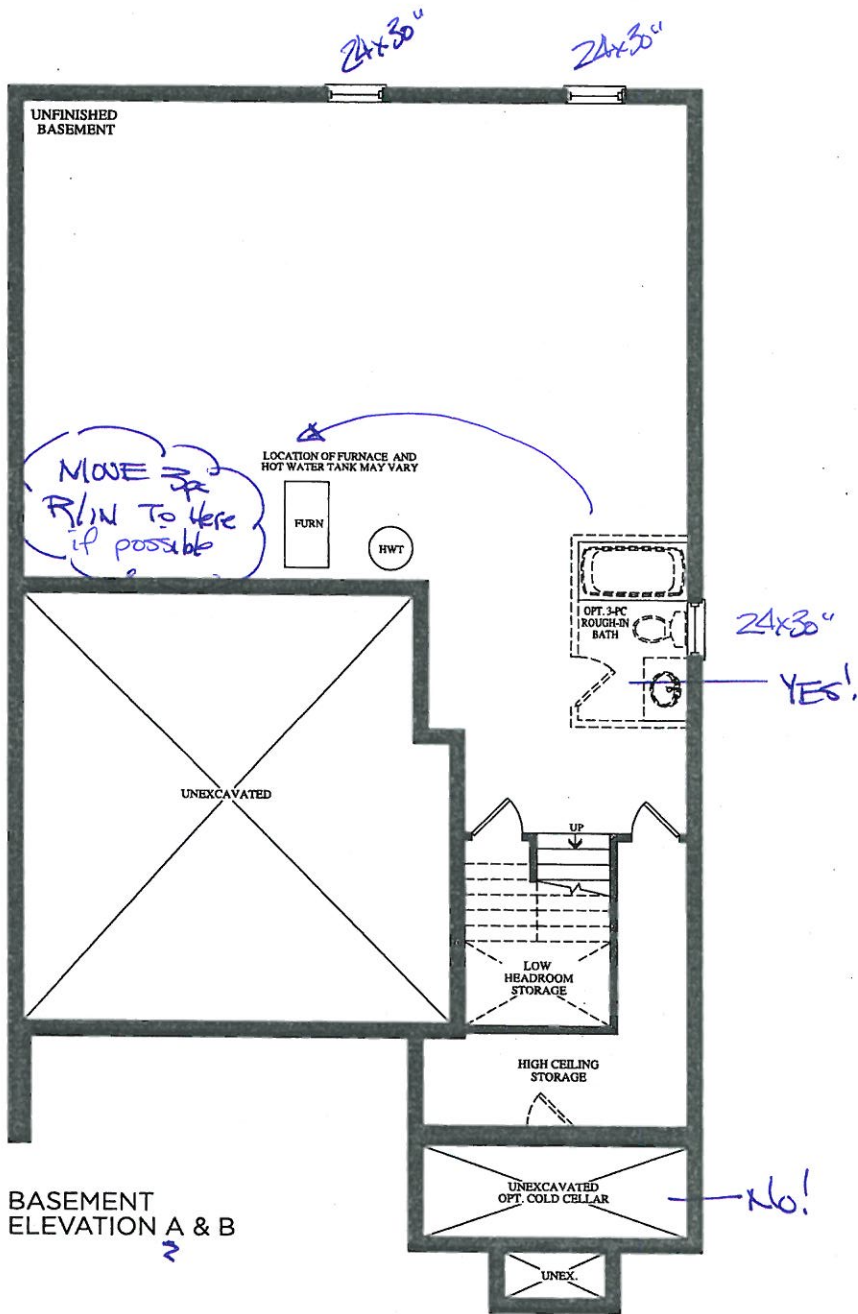 24x30"
24x30"
UNFINISHED
BASEMENT
MOVE 3pc
R/IN To Here
if possible
LOCATION OF FURNACE AND
HOT WATER TANK MAY VARY
FURN
HWT
OPT. 3-PC
ROUGH-IN
BATH
24x30"
YES!
UNEXCAVATED
UP
LOW
HEADROOM
STORAGE
HIGH CEILING
STORAGE
UNEXCAVATED
OPT. COLD CELLAR
No!
BASEMENT
ELEVATION A & B
UNEX.